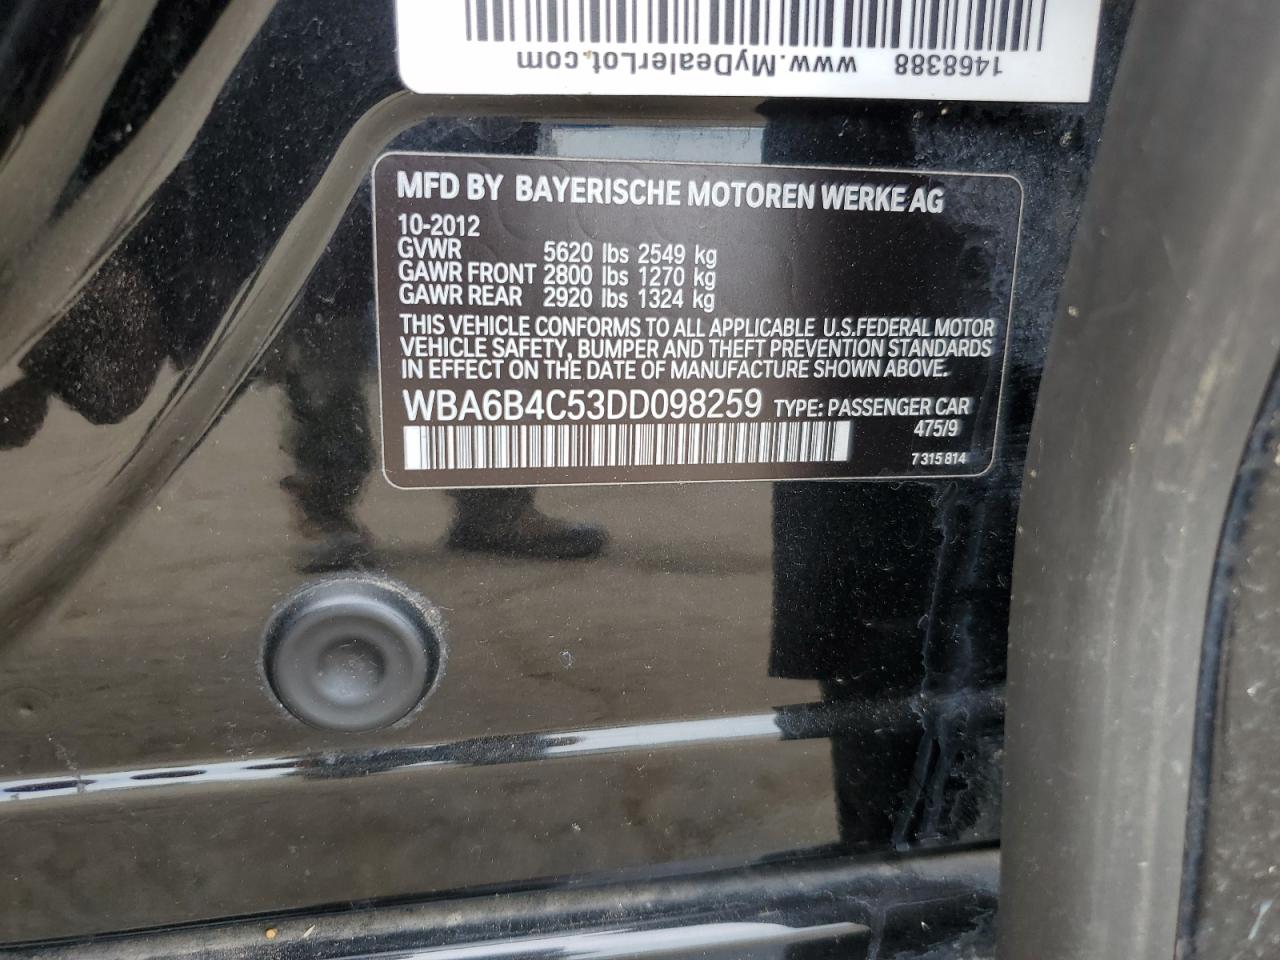 1468388 www.MyDealerLot.com
MFD BY BAYERISCHE MOTOREN WERKE AG
10-2012
GVWR 5620 lbs 2549 kg
GAWR FRONT 2800 lbs 1270 kg
GAWR REAR 2920 lbs 1324 kg
THIS VEHICLE CONFORMS TO ALL APPLICABLE U.S.FEDERAL MOTOR
VEHICLE SAFETY, BUMPER AND THEFT PREVENTION STANDARDS
IN EFFECT ON THE DATE OF MANUFACTURE SHOWN ABOVE.
WBA6B4C53DD098259 TYPE: PASSENGER CAR
475/9
7 315 814